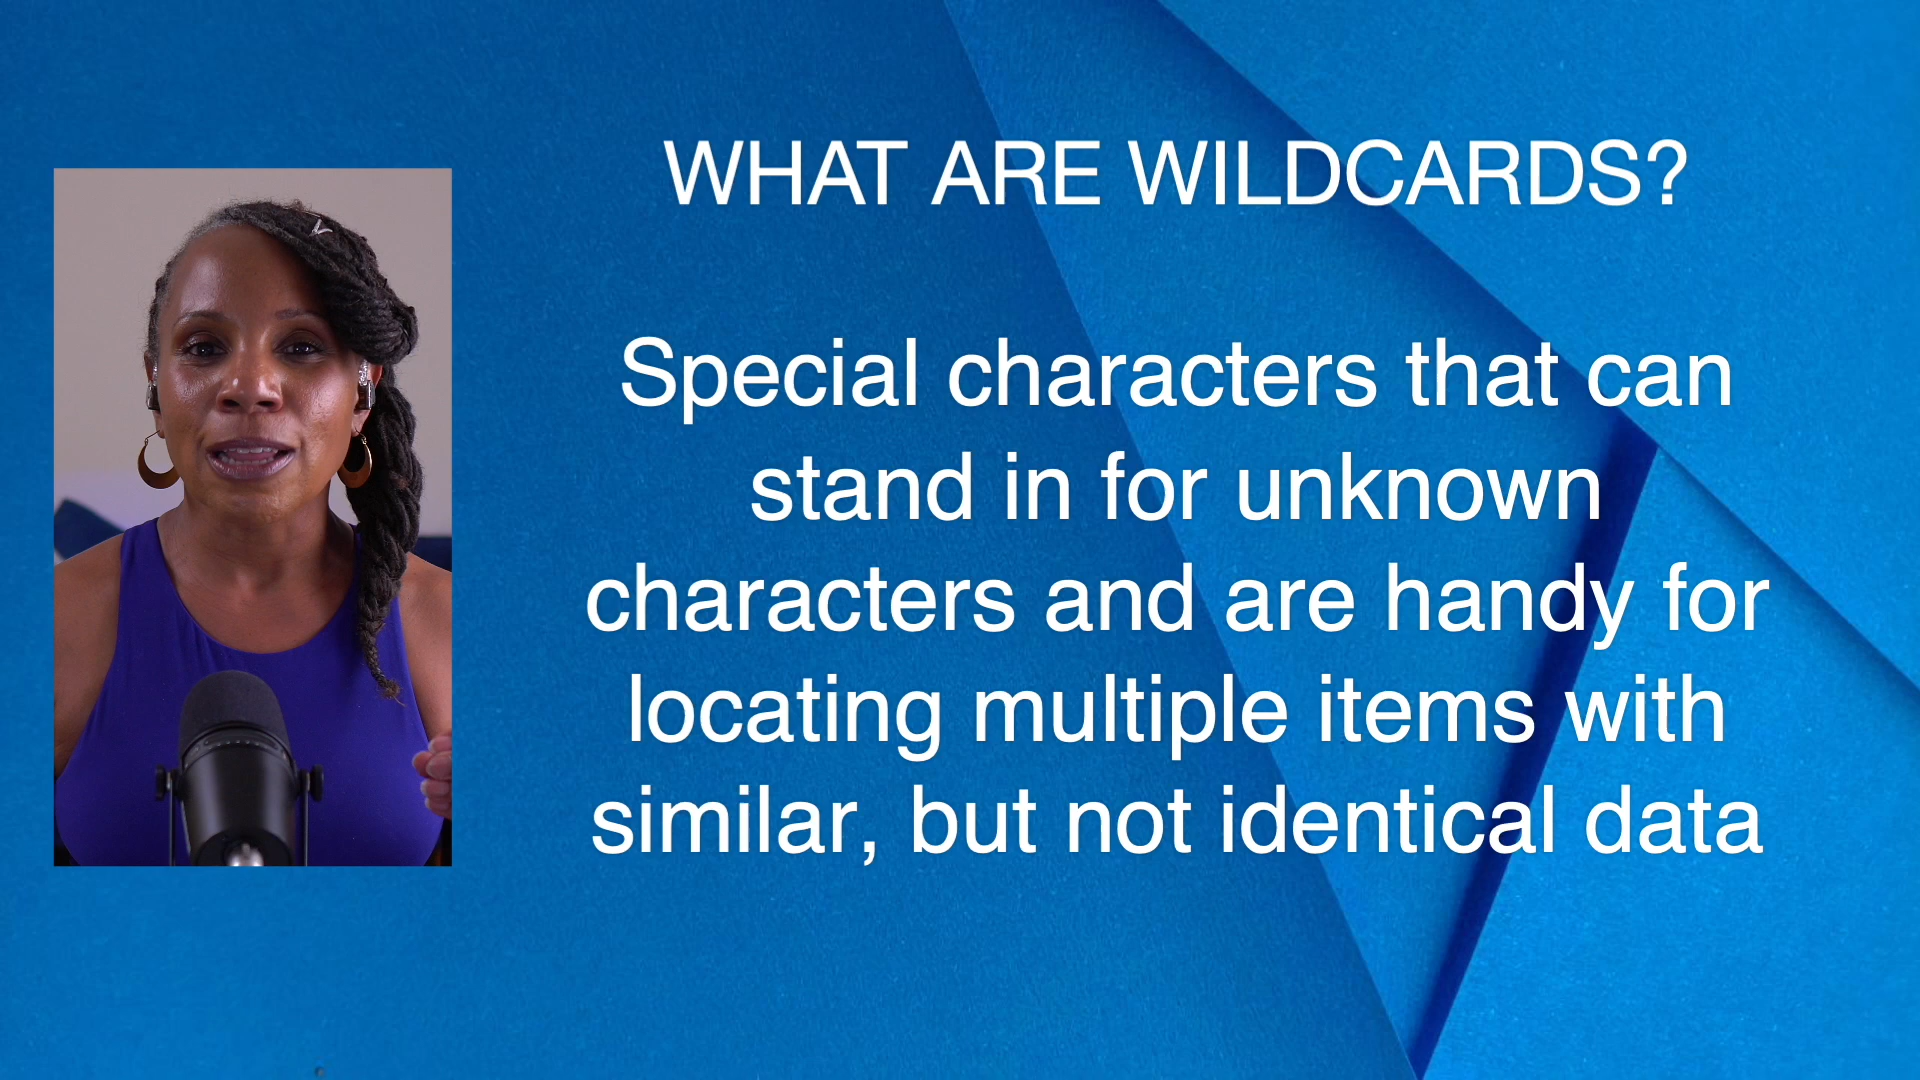 WHAT ARE WILDCARDS?
Special characters that can
stand in for unknown
characters and are handy for
locating multiple items with
similar, but not identical data